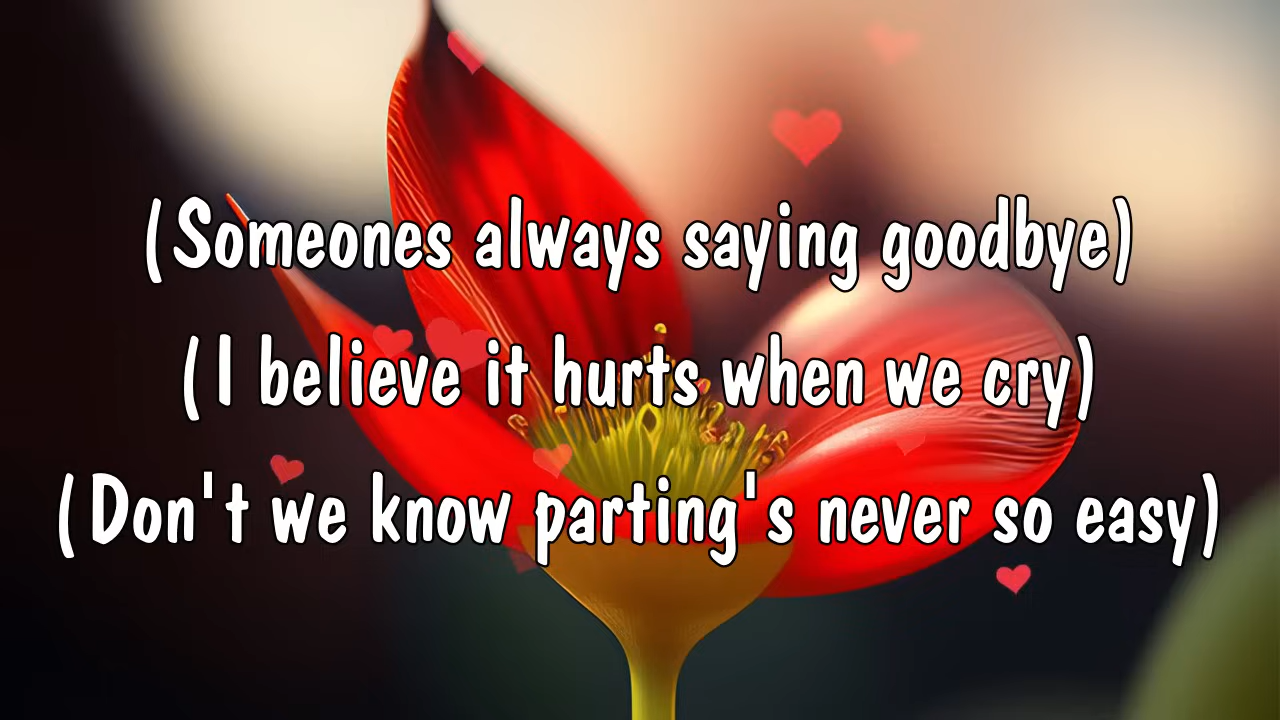 (Someones always saying goodbye)
(I believe it hurts when we cry)
(Don't we know parting's never so easy)